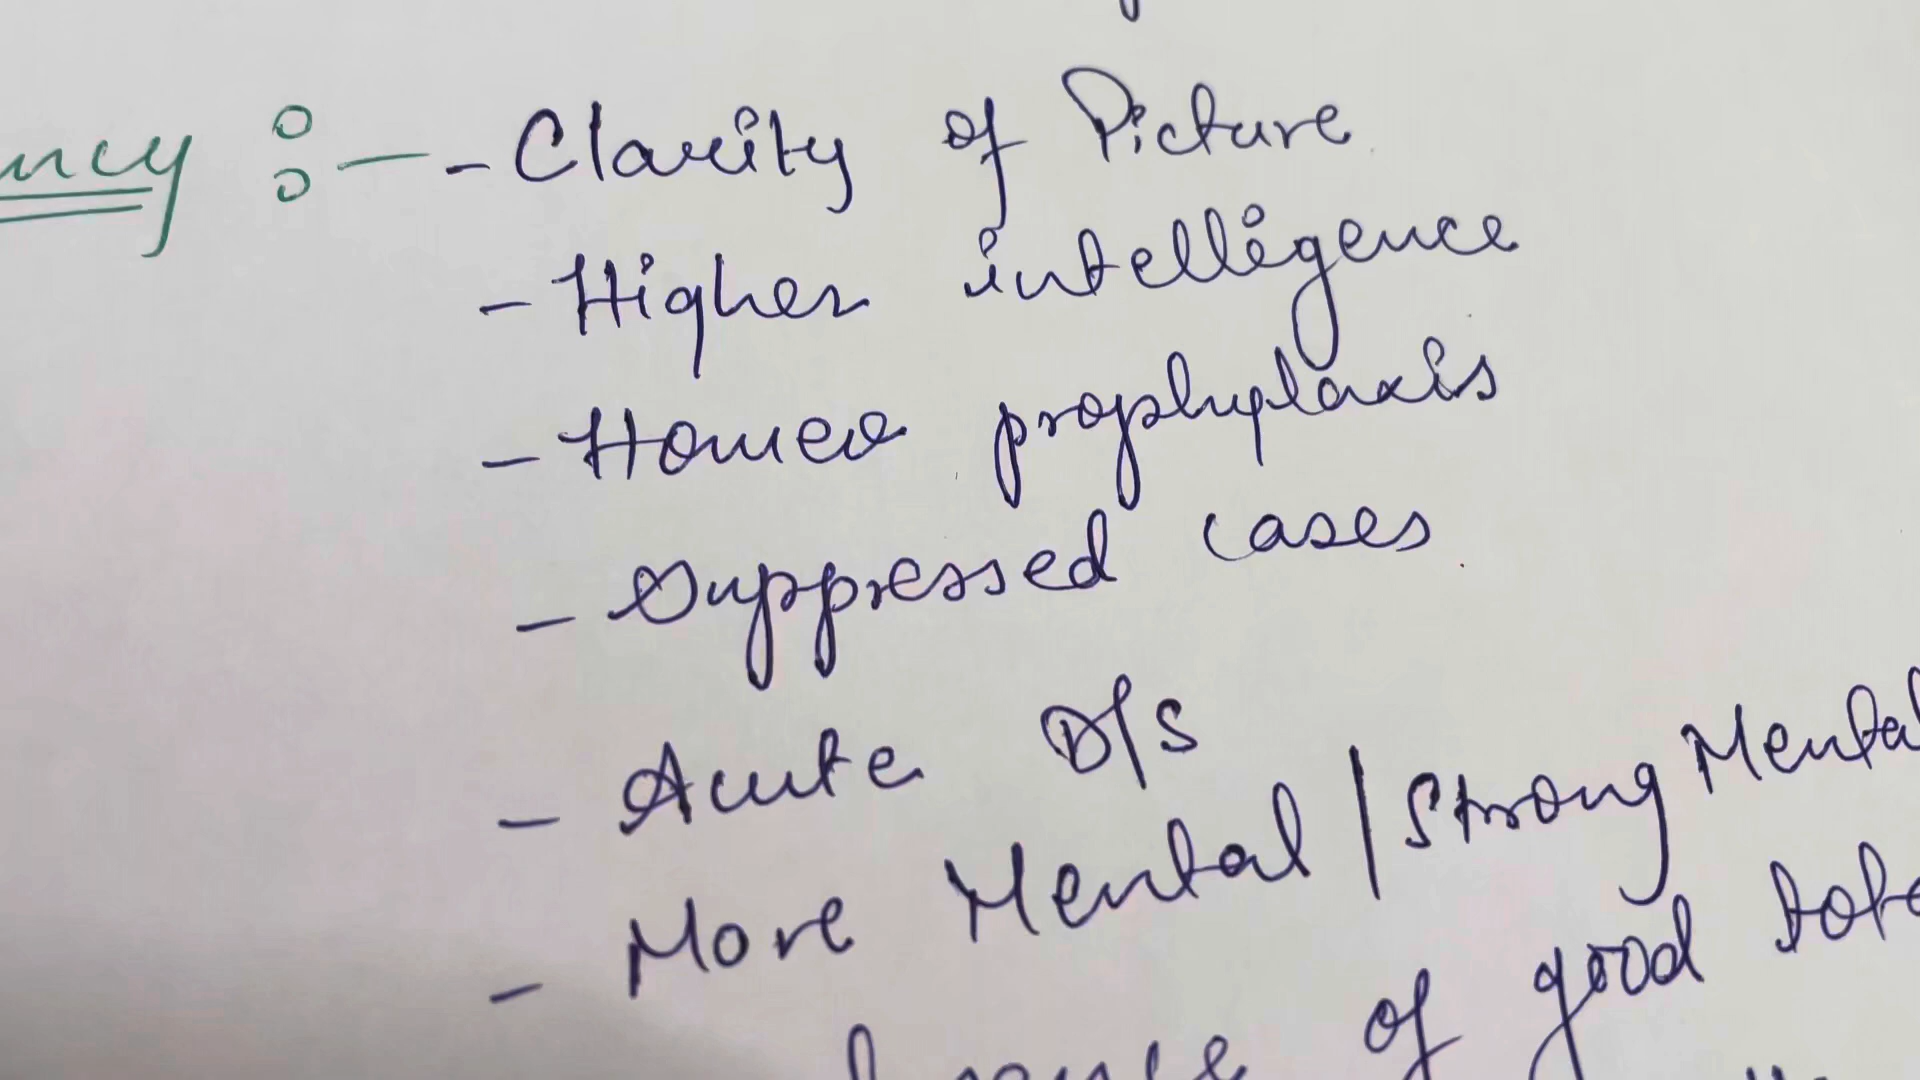 ncy :- - Clarity of Picture
- Higher intelligence
- Homeo prophylaxis
- Suppressed cases
- Acute D/s
- More Mental / Strong Mental
of good